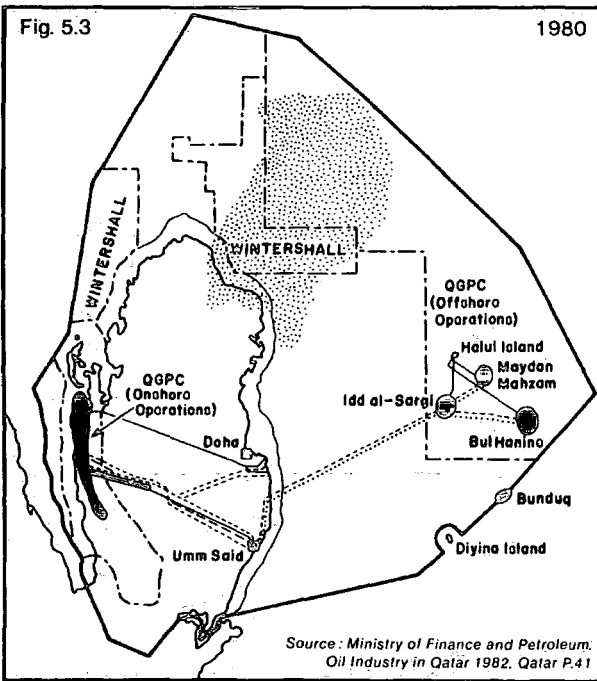 Fig. 5.3
1980
WINTERSHALL
WINTERSHALL
QGPC
(Offshore
Operations)
Halul Island
Maydan
Mahzam
Idd al-Sargi
Bul Hanine
QGPC
(Onshore
Operations)
Doha
Bunduq
Diyina Island
Umm Said
Source: Ministry of Finance and Petroleum.
Oil Industry in Qatar 1982. Qatar P.41